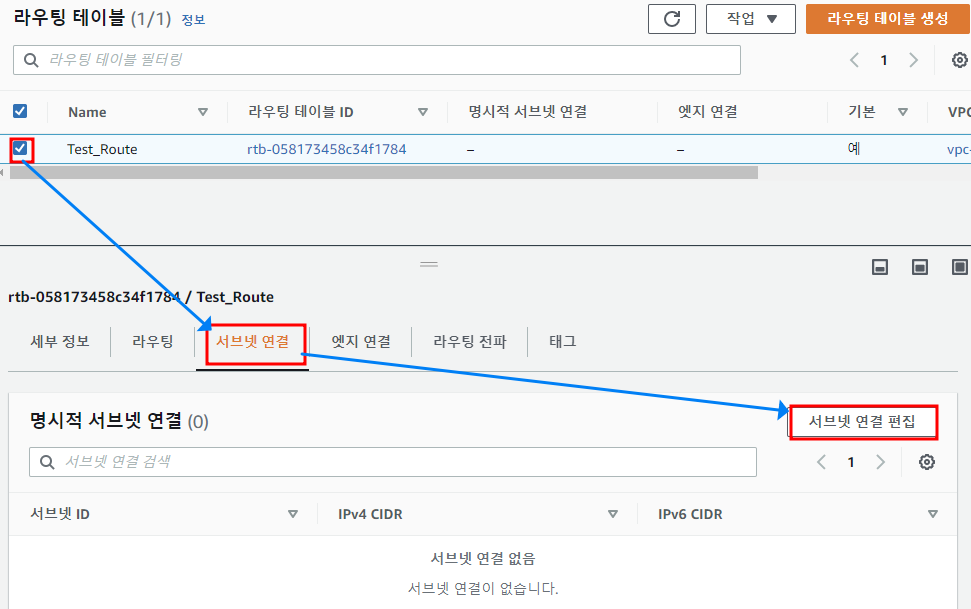 라우팅 테이블 (1/1) 정보
작업 ▼ 라우팅 테이블 생성
라우팅 테이블 필터링
1
Name 라우팅 테이블 ID 명시적 서브넷 연결 엣지 연결 기본 VPC
Test_Route rtb-058173458c34f1784 – – 예 vpc-
rtb-058173458c34f1784 / Test_Route
세부 정보 라우팅 서브넷 연결 엣지 연결 라우팅 전파 태그
명시적 서브넷 연결 (0) 서브넷 연결 편집
서브넷 연결 검색
1
서브넷 ID IPv4 CIDR IPv6 CIDR
서브넷 연결 없음
서브넷 연결이 없습니다.